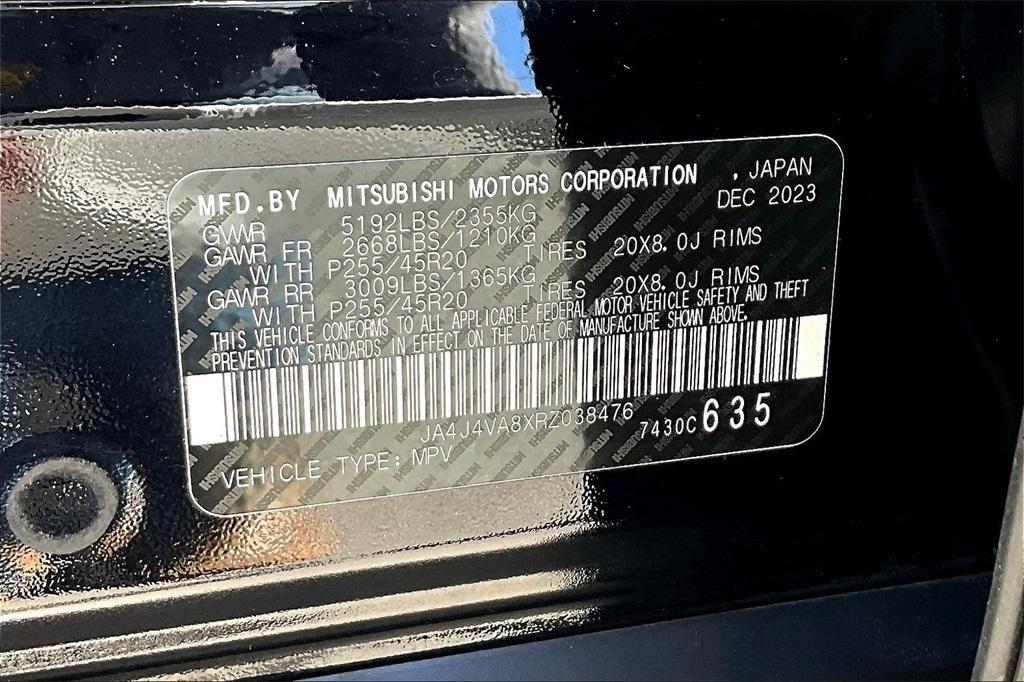 MFD.BY MITSUBISHI MOTORS CORPORATION , JAPAN
DEC 2023
GVWR 5192LBS/2355KG
GAWR FR 2668LBS/1210KG
WITH P255/45R20 TIRES 20X8.0J RIMS
GAWR RR 3009LBS/1365KG
WITH P255/45R20 TIRES 20X8.0J RIMS
THIS VEHICLE CONFORMS TO ALL APPLICABLE FEDERAL MOTOR VEHICLE SAFETY AND THEFT
PREVENTION STANDARDS IN EFFECT ON THE DATE OF MANUFACTURE SHOWN ABOVE.
JA4J4VA8XRZ038476
7430C 635
VEHICLE TYPE: MPV